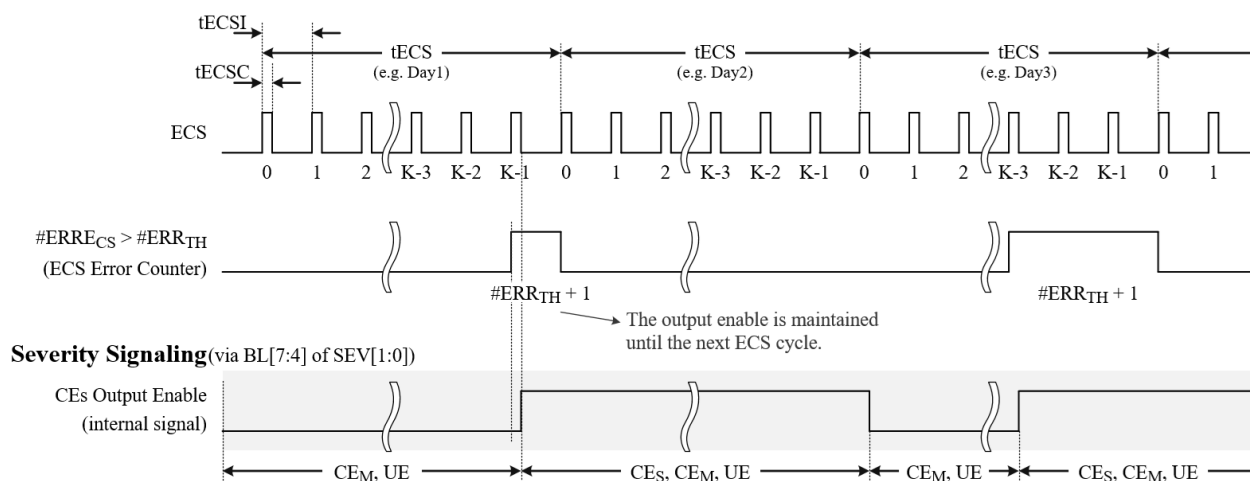 tECSI
tECS
(e.g. Day1)
tECS
(e.g. Day2)
tECS
(e.g. Day3)
tECSC
ECS
0 1 2 K-3 K-2 K-1 0 1 2 K-3 K-2 K-1 0 1 2 K-3 K-2 K-1 0 1
#ERRECS > #ERRTH
(ECS Error Counter)
#ERRTH + 1
#ERRTH + 1
The output enable is maintained
until the next ECS cycle.
Severity Signaling(via BL[7:4] of SEV[1:0])
CEs Output Enable
(internal signal)
CEM, UE
CES, CEM, UE
CEM, UE
CES, CEM, UE